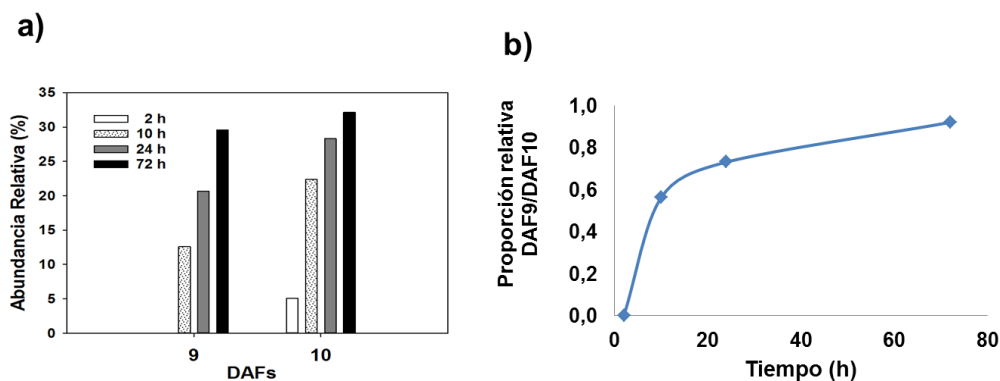 a)
Abundancia Relativa (%)
35
30
25
20
15
10
5
0
2 h
10 h
24 h
72 h
9
10
DAFs
b)
Proporción relativa
DAF9/DAF10
1,0
0,8
0,6
0,4
0,2
0,0
0
20
40
60
80
Tiempo (h)